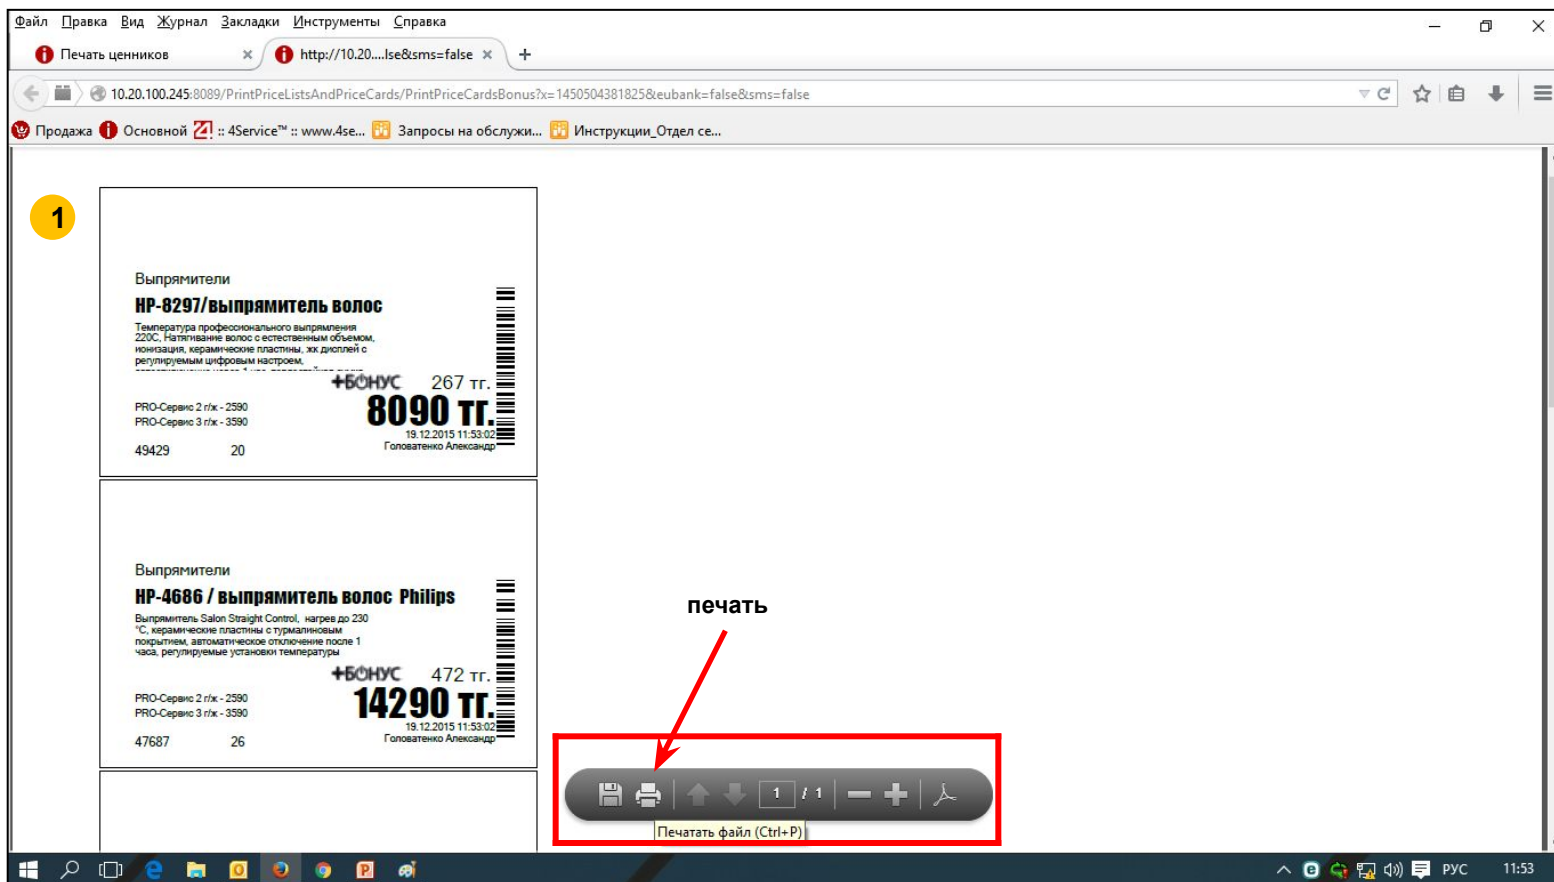 Файл Правка Вид Журнал Закладки Инструменты Справка
Печать ценников
http://10.20....lse&sms=false
10.20.100.245:8089/PrintPriceListsAndPriceCards/PrintPriceCardsBonus?x=1450504381825&eubank=false&sms=false
Продажа Основной :: 4Service™ :: www.4se... Запросы на обслужи... Инструкции_Отдел се...
1
Выпрямители
HP-8297/выпрямитель волос
Температура профессионального выпрямления
220С, Натягивание волос с естественным объемом,
ионизация, керамические пластины, жк дисплей с
регулируемым цифровым настроем,
+БОНУС 267 тг.
PRO-Сервис 2 г/ж - 2590
8090 тг.
PRO-Сервис 3 г/ж - 3590
19.12.2015 11:53:02
Головатенко Александр
49429 20
Выпрямители
HP-4686 / выпрямитель волос Philips
Выпрямитель Salon Straight Control, нагрев до 230
°C, керамические пластины с турмалиновым
покрытием, автоматическое отключение после 1
часа, регулируемые установки температуры
+БОНУС 472 тг.
PRO-Сервис 2 г/ж - 2590
14290 тг.
PRO-Сервис 3 г/ж - 3590
19.12.2015 11:53:02
Головатенко Александр
47687 26
печать
1 / 1
Печатать файл (Ctrl+P)
РУС 11:53